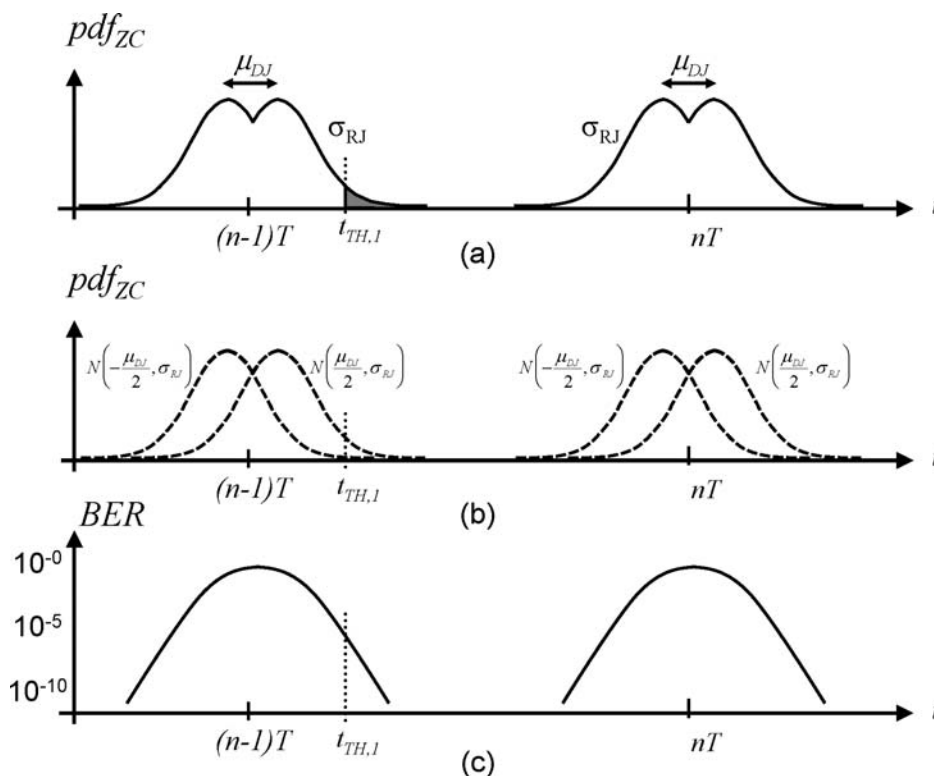 pdf_ZC
μ_DJ μ_DJ
σ_RJ σ_RJ
(n-1)T t_TH,1 nT t
(a)
pdf_ZC
N(-μ_DJ/2, σ_RJ) N(μ_DJ/2, σ_RJ) N(-μ_DJ/2, σ_RJ) N(μ_DJ/2, σ_RJ)
(n-1)T t_TH,1 nT t
(b)
BER
10^-0
10^-5
10^-10
(n-1)T t_TH,1 nT t
(c)